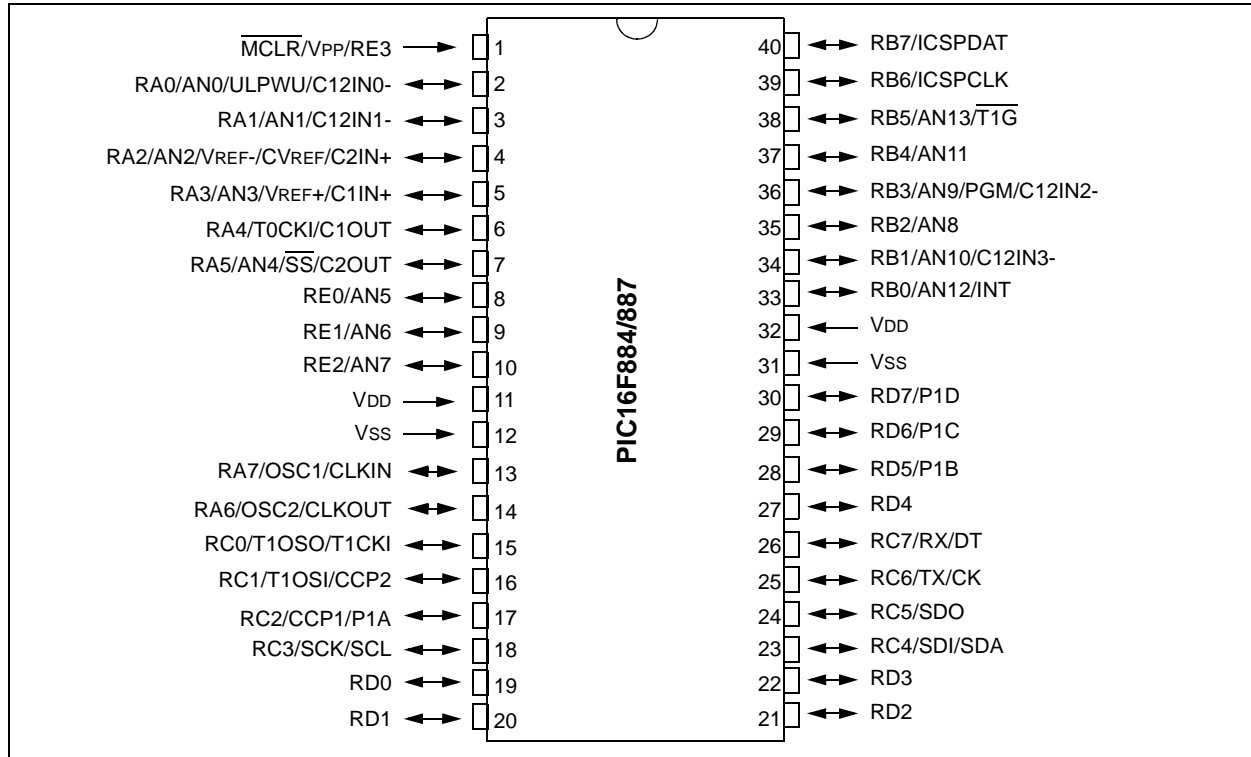 MCLR/VPP/RE3 1
RA0/AN0/ULPWU/C12IN0- 2
RA1/AN1/C12IN1- 3
RA2/AN2/VREF-/CVREF/C2IN+ 4
RA3/AN3/VREF+/C1IN+ 5
RA4/T0CKI/C1OUT 6
RA5/AN4/SS/C2OUT 7
RE0/AN5 8
RE1/AN6 9
RE2/AN7 10
VDD 11
VSS 12
RA7/OSC1/CLKIN 13
RA6/OSC2/CLKOUT 14
RC0/T1OSO/T1CKI 15
RC1/T1OSI/CCP2 16
RC2/CCP1/P1A 17
RC3/SCK/SCL 18
RD0 19
RD1 20
PIC16F884/887
40 RB7/ICSPDAT
39 RB6/ICSPCLK
38 RB5/AN13/T1G
37 RB4/AN11
36 RB3/AN9/PGM/C12IN2-
35 RB2/AN8
34 RB1/AN10/C12IN3-
33 RB0/AN12/INT
32 VDD
31 VSS
30 RD7/P1D
29 RD6/P1C
28 RD5/P1B
27 RD4
26 RC7/RX/DT
25 RC6/TX/CK
24 RC5/SDO
23 RC4/SDI/SDA
22 RD3
21 RD2